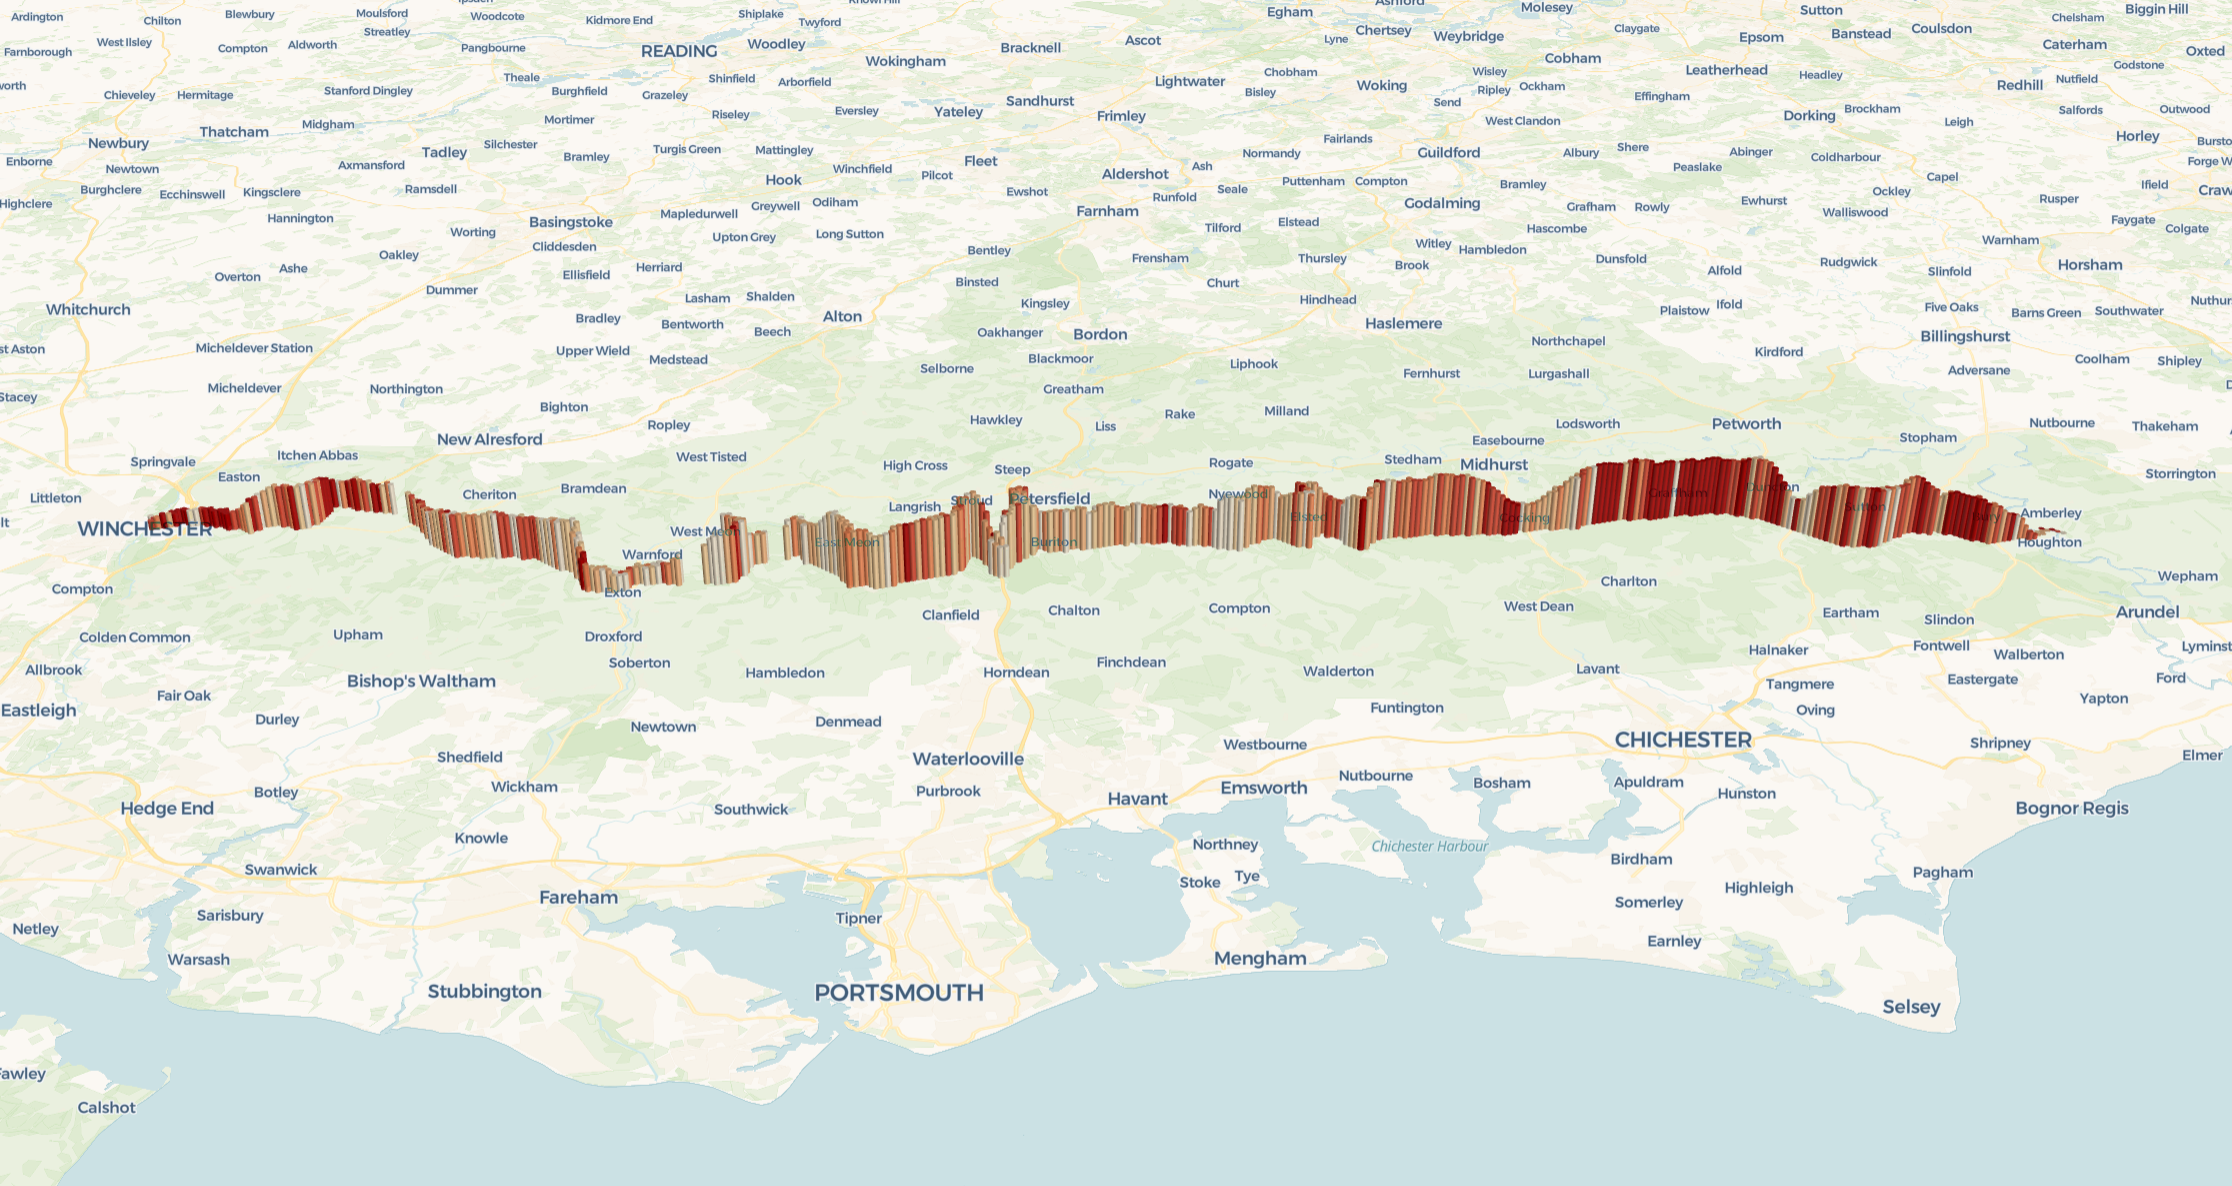 Ardington
Chilton
Blewbury
Moulsford
Streatley
Woodcote
Kidmore End
Shiplake
Twyford
Egham
Molesey
Sutton
Chelsham
Biggin Hill
Farnborough
West Ilsley
Compton
Aldworth
Pangbourne
READING
Woodley
Wokingham
Bracknell
Ascot
Lyne
Chertsey
Weybridge
Claygate
Epsom
Banstead
Coulsdon
Caterham
Oxted
Chieveley
Hermitage
Stanford Dingley
Theale
Burghfield
Grazeley
Shinfield
Arborfield
Lightwater
Chobham
Bisley
Woking
Wisley
Ripley
Send
Ockham
Cobham
Leatherhead
Headley
Effingham
Redhill
Godstone
Nutfield
Newbury
Thatcham
Midgham
Mortimer
Riseley
Eversley
Yateley
Sandhurst
Frimley
West Clandon
Dorking
Brockham
Leigh
Salfords
Outwood
Horley
Enborne
Newtown
Axmansford
Tadley
Silchester
Bramley
Turgis Green
Mattingley
Winchfield
Fleet
Normandy
Fairlands
Guildford
Albury
Shere
Abinger
Peaslake
Coldharbour
Highclere
Burghclere
Ecchinswell
Kingsclere
Ramsdell
Hook
Pilcot
Ewshot
Aldershot
Ash
Runfold
Seale
Puttenham
Compton
Bramley
Capel
Ockley
Ifield
Hannington
Basingstoke
Mapledurwell
Greywell
Odiham
Farnham
Elstead
Godalming
Grafham
Rowly
Ewhurst
Walliswood
Rusper
Faygate
Colgate
Worting
Cliddesden
Upton Grey
Long Sutton
Tilford
Witley
Hambledon
Hascombe
Warnham
Overton
Ashe
Oakley
Ellisfield
Herriard
Bentley
Frensham
Thursley
Brook
Dunsfold
Alfold
Rudgwick
Slinfold
Horsham
Whitchurch
Dummer
Lasham
Shalden
Binsted
Kingsley
Churt
Hindhead
Plaistow
Ifold
Five Oaks
Barns Green
Southwater
Bradley
Bentworth
Beech
Alton
Oakhanger
Bordon
Haslemere
Billingshurst
Micheldever Station
Upper Wield
Medstead
Blackmoor
Northchapel
Kirdford
Coolham
Shipley
Micheldever
Northington
Selborne
Greatham
Liphook
Fernhurst
Lurgashall
Adversane
Bighton
Ropley
Hawkley
Liss
Rake
Milland
Lodsworth
Petworth
Nutbourne
Thakeham
Springvale
Easton
Itchen Abbas
New Alresford
West Tisted
High Cross
Steep
Rogate
Stedham
Easebourne
Midhurst
Stopham
Storrington
Littleton
WINCHESTER
Cheriton
Bramdean
Langrish
Stroud
Petersfield
Nyewood
Elsted
Cocking
Graffham
Duncton
Sutton
Bury
Amberley
Houghton
West Meon
East Meon
Buriton
Warnford
Exton
Compton
Colden Common
Upham
Droxford
Clanfield
Chalton
Compton
West Dean
Charlton
Eartham
Slindon
Wepham
Arundel
Allbrook
Soberton
Hambledon
Horndean
Finchdean
Walderton
Lavant
Halnaker
Fontwell
Walberton
Eastleigh
Fair Oak
Bishop's Waltham
Durley
Newtown
Denmead
Funtington
Tangmere
Oving
Eastergate
Ford
Yapton
Shedfield
Wickham
Waterlooville
Westbourne
CHICHESTER
Shripney
Elmer
Hedge End
Botley
Southwick
Purbrook
Havant
Emsworth
Nutbourne
Bosham
Apuldram
Hunston
Bognor Regis
Knowle
Northney
Chichester Harbour
Birdham
Swanwick
Fareham
Stoke
Tye
Highleigh
Pagham
Netley
Sarisbury
Tipner
Somerley
Earnley
Warsash
Mengham
Stubbington
PORTSMOUTH
Selsey
Calshot